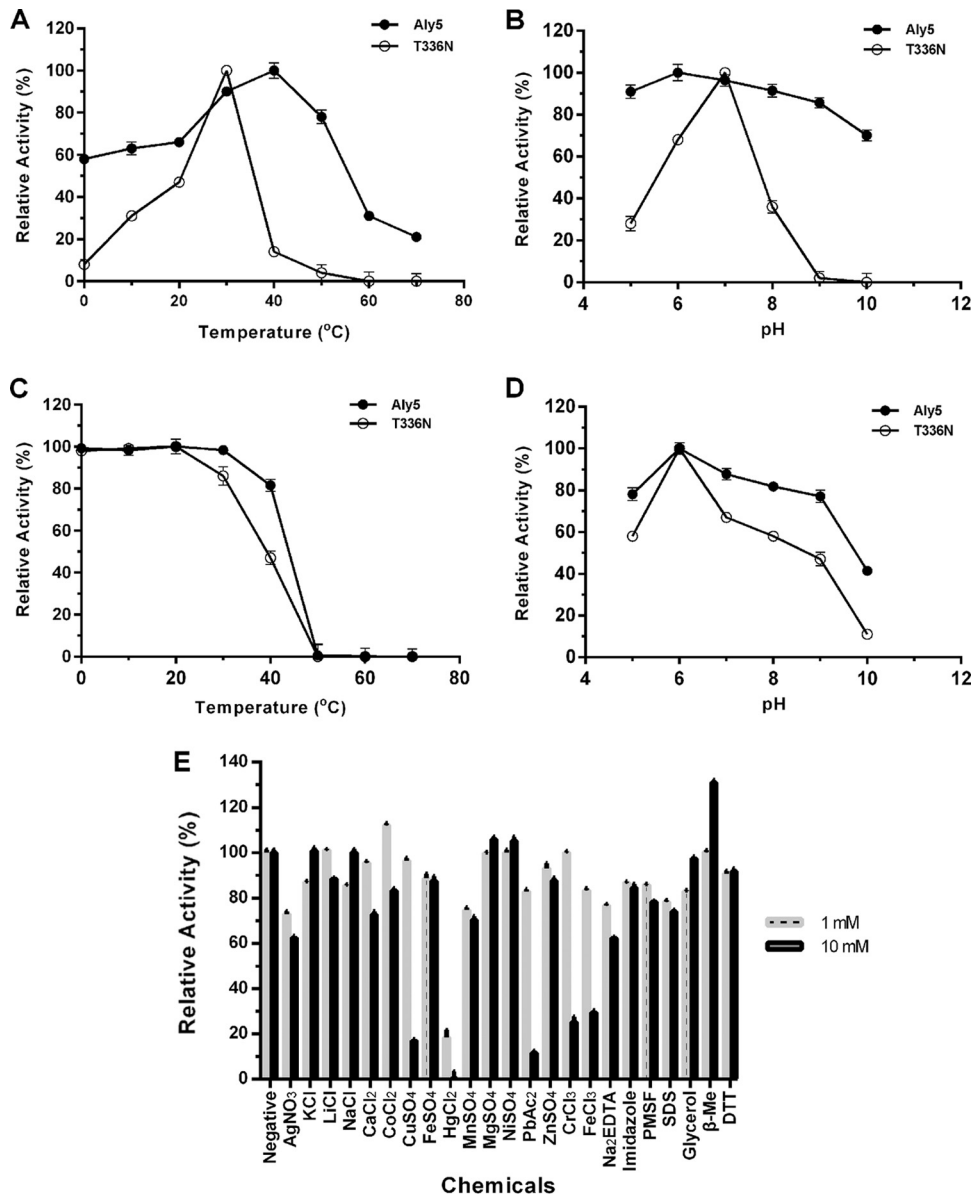 A
Aly5
T336N
Relative Activity (%)
120
100
80
60
40
20
0
0 20 40 60 80
Temperature (°C)
B
Aly5
T336N
Relative Activity (%)
120
100
80
60
40
20
0
4 6 8 10 12
pH
C
Aly5
T336N
Relative Activity (%)
120
100
80
60
40
20
0
0 20 40 60 80
Temperature (°C)
D
Aly5
T336N
Relative Activity (%)
120
100
80
60
40
20
0
4 6 8 10 12
pH
E
Relative Activity (%)
140
120
100
80
60
40
20
0
1 mM
10 mM
Negative
AgNO3
KCl
LiCl
NaCl
CaCl2
CoCl2
CuSO4
FeSO4
HgCl2
MnSO4
MgSO4
NiSO4
PbAc2
ZnSO4
CrCl3
FeCl3
Na2EDTA
Imidazole
PMSF
SDS
Glycerol
β-Me
DTT
Chemicals